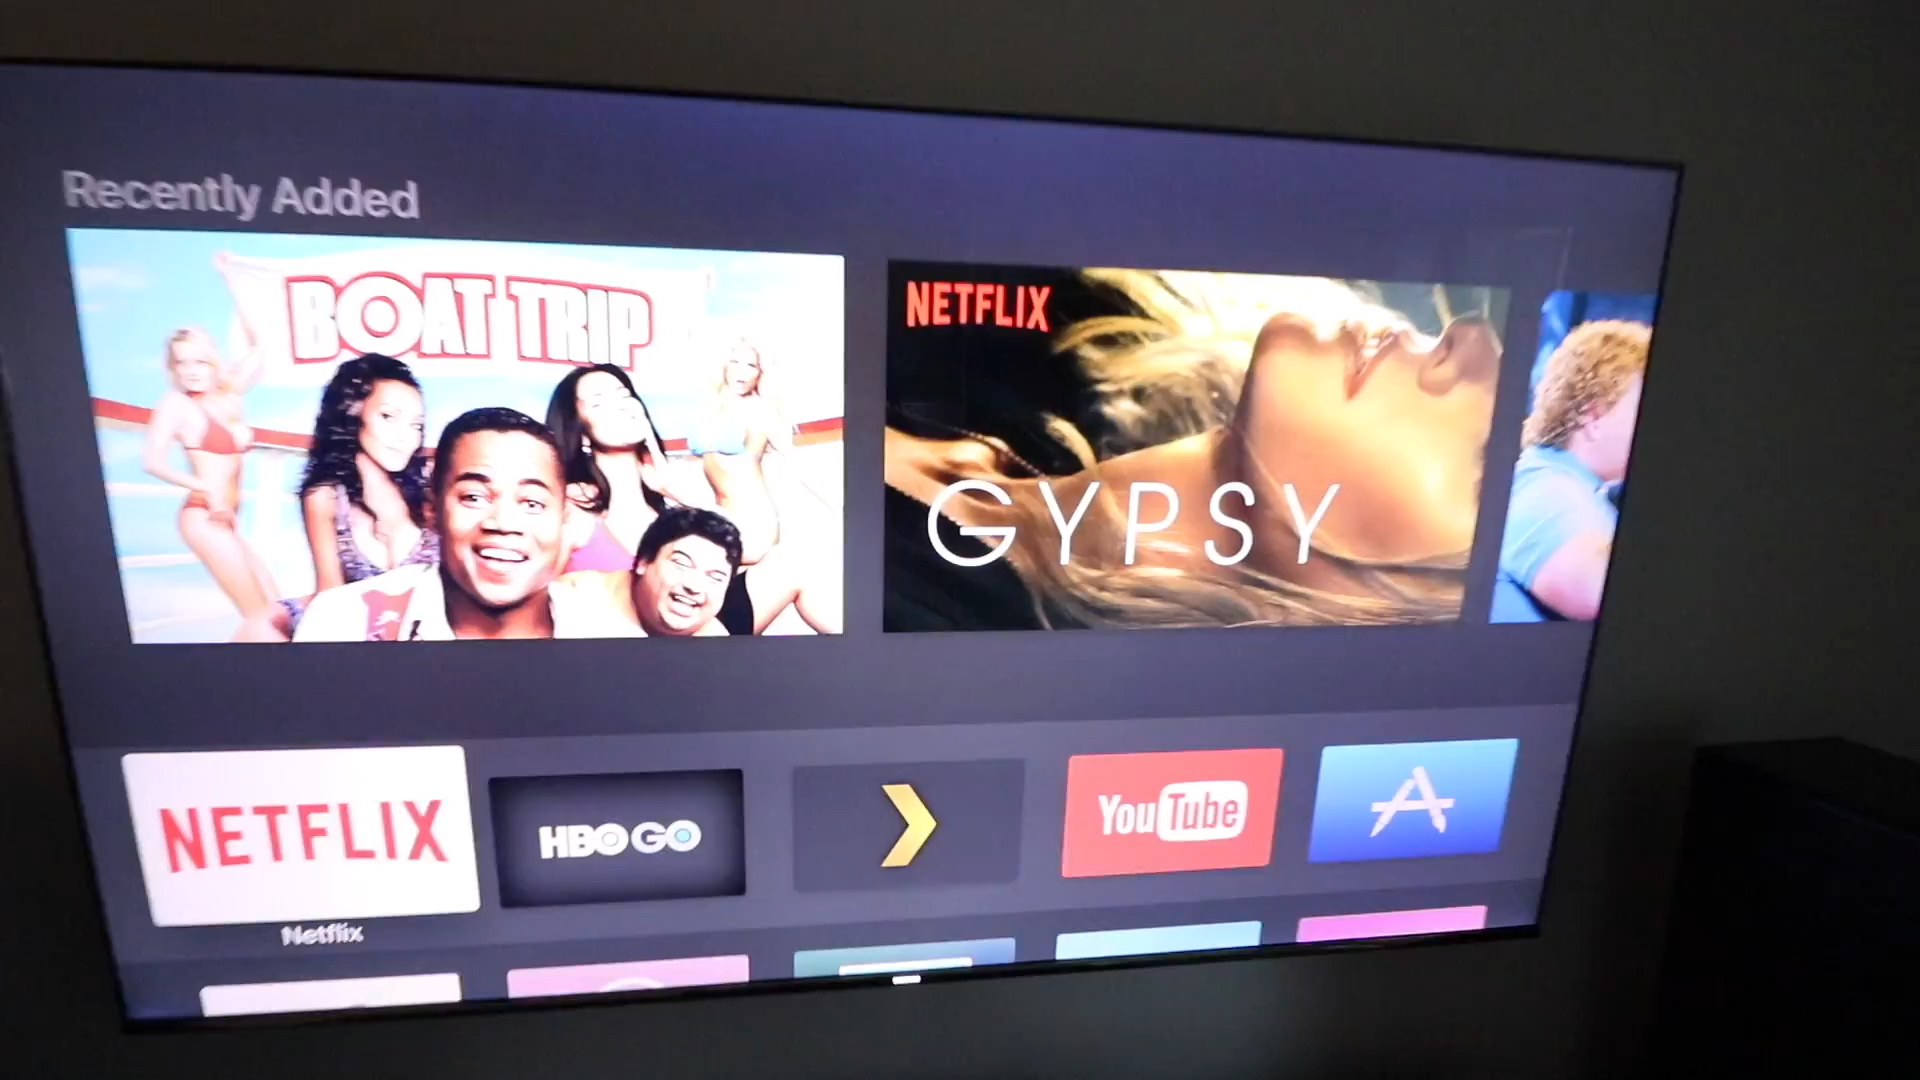 Recently Added
BOAT TRIP
NETFLIX
GYPSY
NETFLIX
HBO GO
YouTube
Netflix